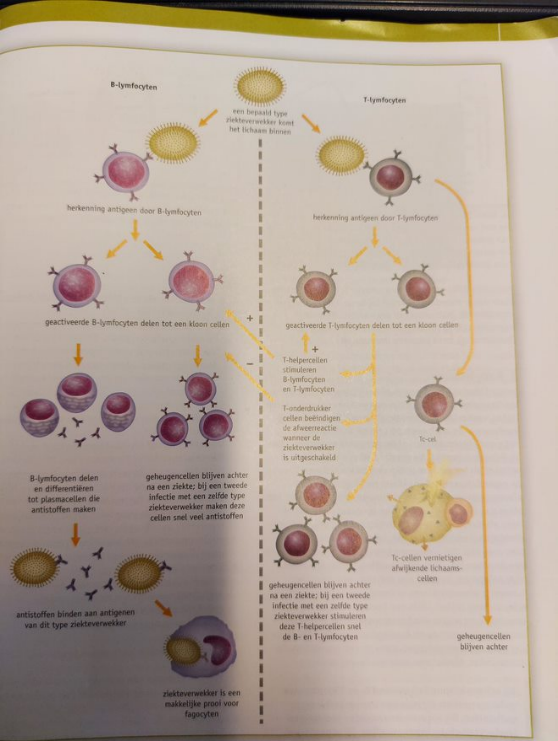 B-lymfocyten
T-lymfocyten
een bepaald type
ziekteverwekker komt
het lichaam binnen
herkenning antigeen door B-lymfocyten
herkenning antigeen door T-lymfocyten
geactiveerde B-lymfocyten delen tot een kloon cellen
geactiveerde T-lymfocyten delen tot een kloon cellen
+
−
+
T-helpercellen
stimuleren
B-lymfocyten
en T-lymfocyten
T-onderdrukker
cellen beëindigen
de afweerreactie
wanneer de
ziekteverwekker
is uitgeschakeld
Tc-cel
B-lymfocyten delen
en differentiëren
tot plasmacellen die
antistoffen maken
geheugencellen blijven achter
na een ziekte; bij een tweede
infectie met een zelfde type
ziekteverwekker maken deze
cellen snel veel antistoffen
Tc-cellen vernietigen
afwijkende lichaams-
cellen
geheugencellen blijven achter
na een ziekte; bij een tweede
infectie met een zelfde type
ziekteverwekker stimuleren
deze T-helpercellen snel
de B- en T-lymfocyten
antistoffen binden aan antigenen
van dit type ziekteverwekker
geheugencellen
blijven achter
ziekteverwekker is een
makkelijke prooi voor
fagocyten